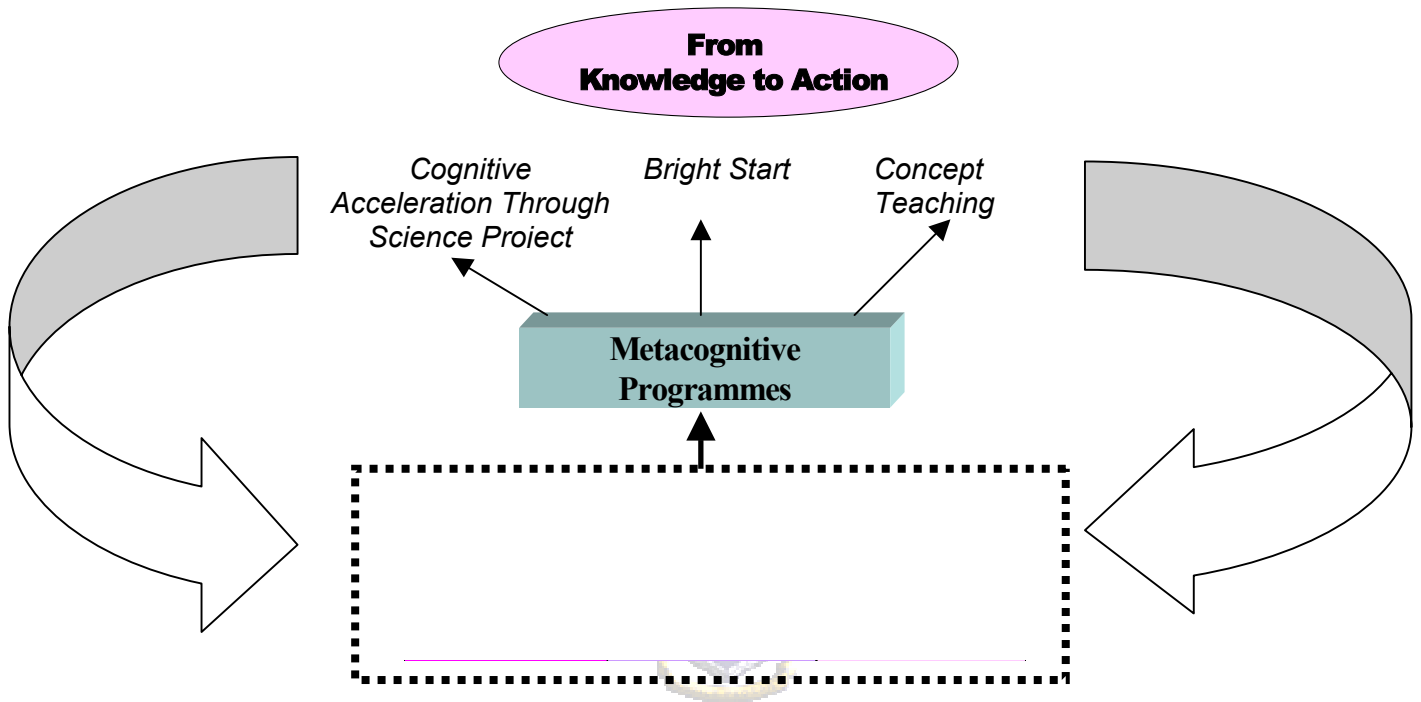 From
Knowledge to Action
Cognitive
Acceleration Through
Science Project
Bright Start
Concept
Teaching
Metacognitive
Programmes